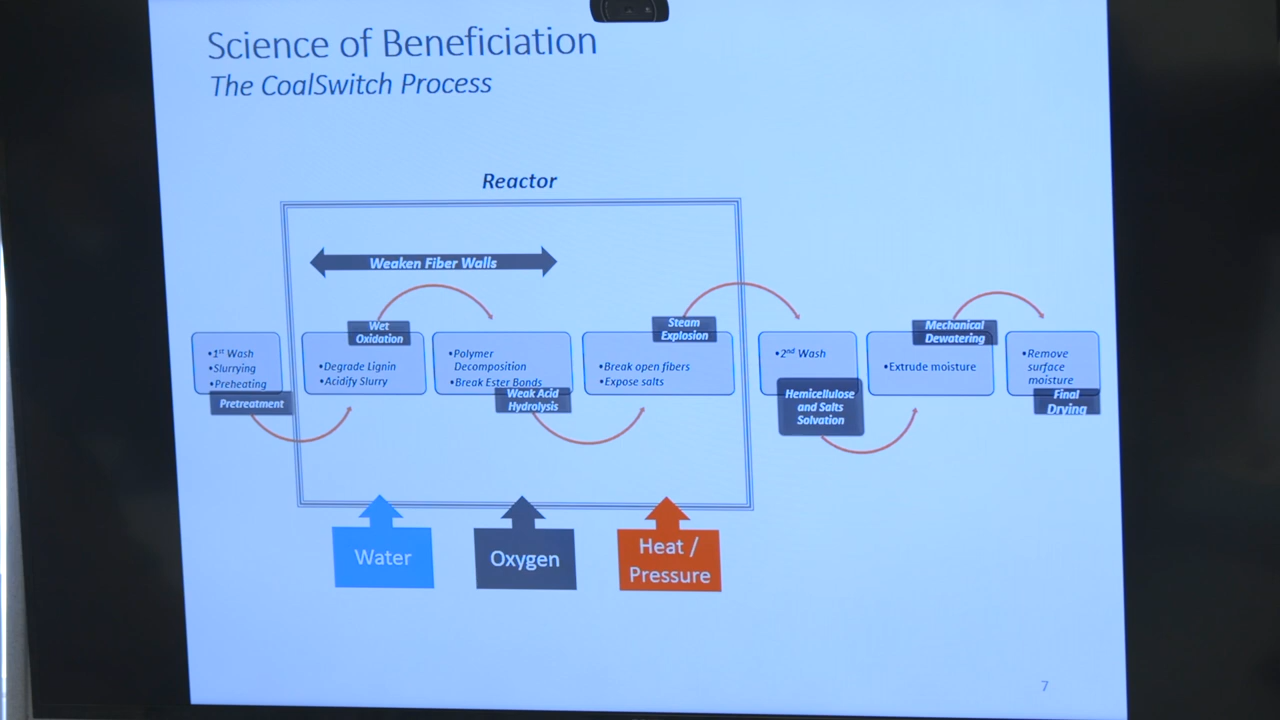 Science of Beneficiation
The CoalSwitch Process
Reactor
Weaken Fiber Walls
•1st Wash
•Slurrying
•Preheating
Pretreatment
Wet
Oxidation
•Degrade Lignin
•Acidify Slurry
•Polymer
Decomposition
•Break Ester Bonds
Weak Acid
Hydrolysis
Steam
Explosion
•Break open fibers
•Expose salts
•2nd Wash
Hemicellulose
and Salts
Solvation
Mechanical
Dewatering
•Extrude moisture
•Remove
surface
moisture
Final
Drying
Water
Oxygen
Heat /
Pressure
7